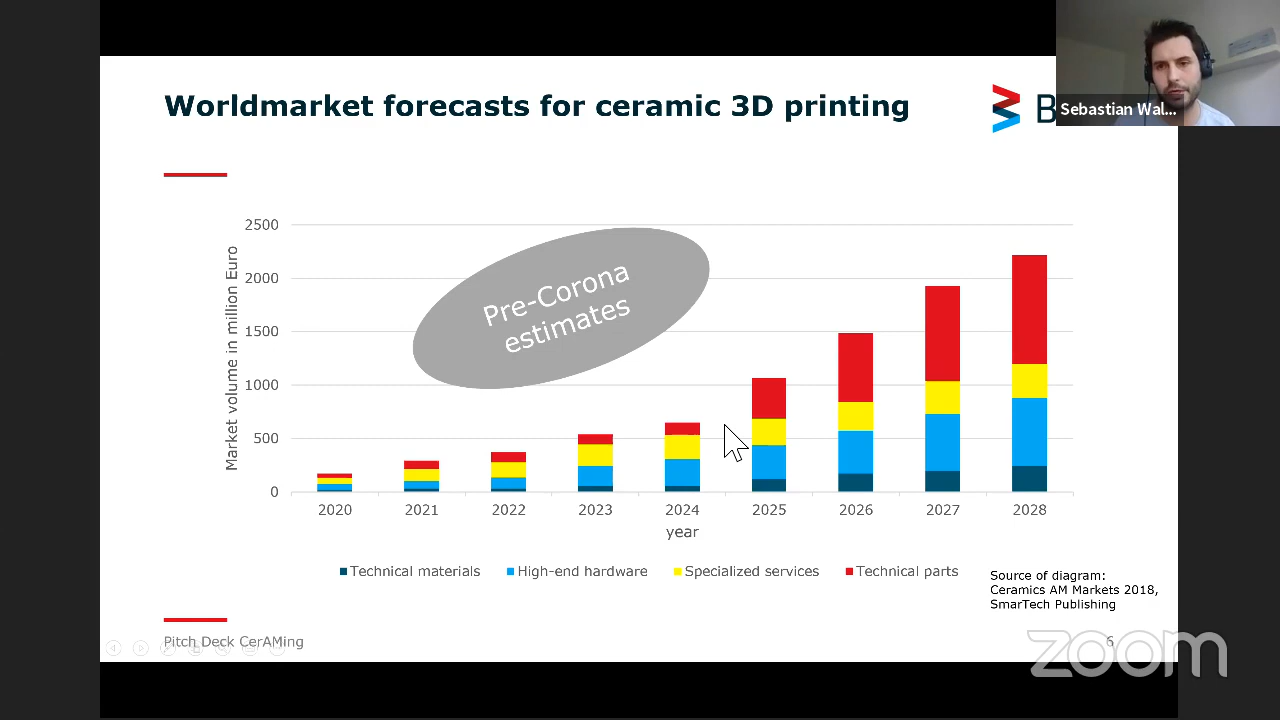 Worldmarket forecasts for ceramic 3D printing
B
Sebastian Wal...
Market volume in million Euro
2500
2000
1500
1000
500
0
Pre-Corona
estimates
2020 2021 2022 2023 2024 2025 2026 2027 2028
year
Technical materials High-end hardware Specialized services Technical parts
Source of diagram:
Ceramics AM Markets 2018,
SmarTech Publishing
Pitch Deck CerAMing
6
zoom